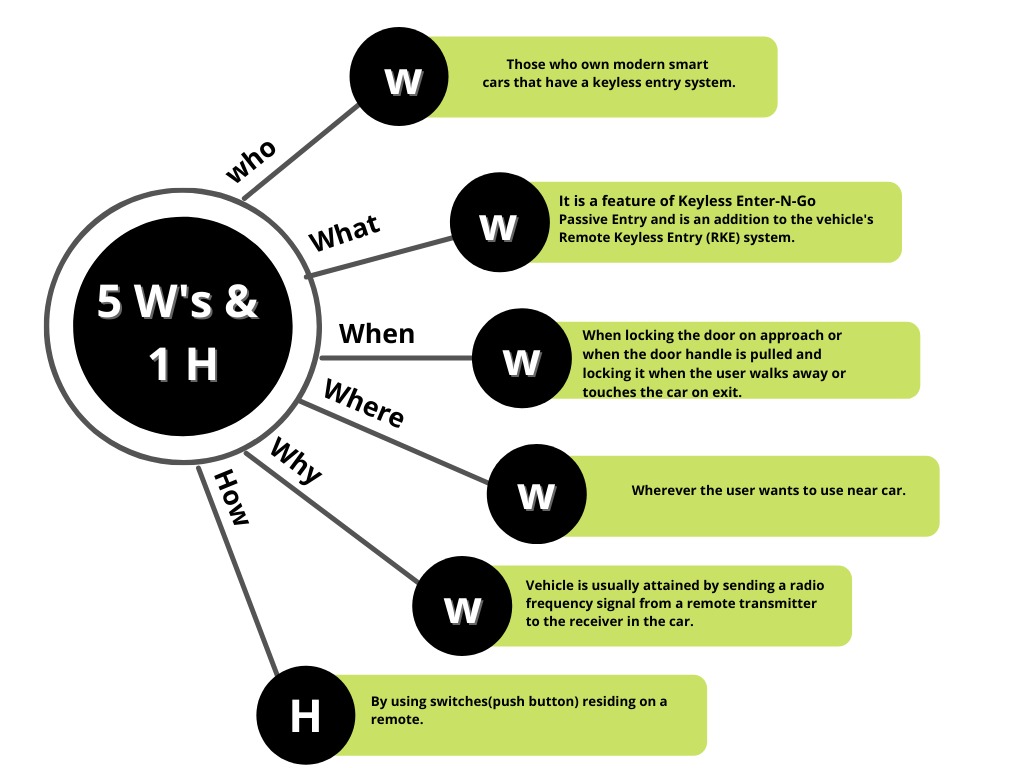 5 W's &
1 H
who
w
Those who own modern smart
cars that have a keyless entry system.
What
w
It is a feature of Keyless Enter-N-Go
Passive Entry and is an addition to the vehicle's
Remote Keyless Entry (RKE) system.
When
w
When locking the door on approach or
when the door handle is pulled and
locking it when the user walks away or
touches the car on exit.
Where
w
Wherever the user wants to use near car.
Why
w
Vehicle is usually attained by sending a radio
frequency signal from a remote transmitter
to the receiver in the car.
How
H
By using switches(push button) residing on a
remote.